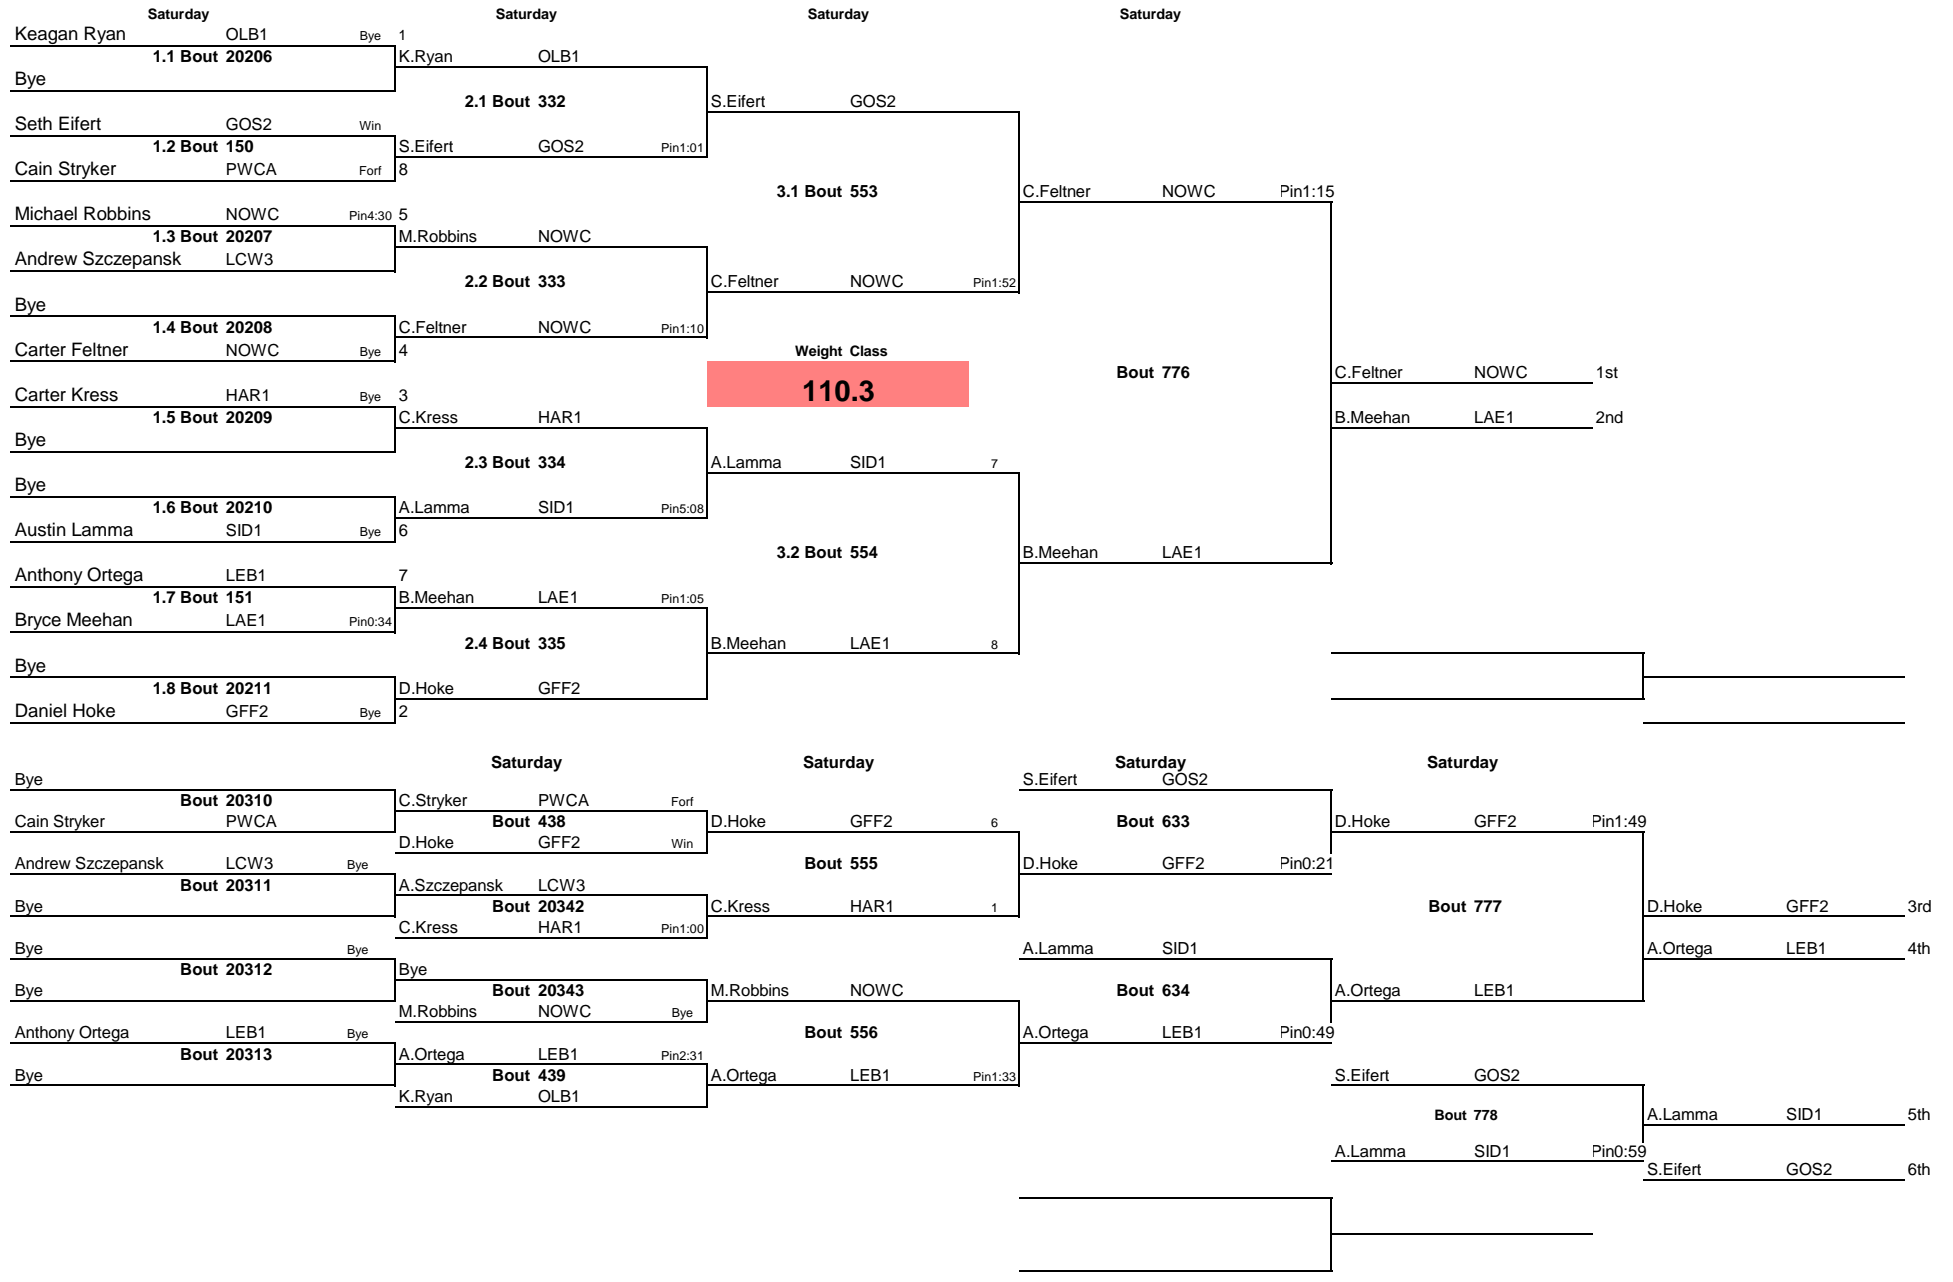 Saturday Saturday Saturday Saturday
Keagan Ryan OLB1 Bye 1
1.1 Bout 20206 K.Ryan OLB1
Bye
2.1 Bout 332 S.Eifert GOS2
Seth Eifert GOS2 Win
1.2 Bout 150 S.Eifert GOS2 Pin1:01
Cain Stryker PWCA Forf 8
3.1 Bout 553 C.Feltner NOWC Pin1:15
Michael Robbins NOWC Pin4:30 5
1.3 Bout 20207 M.Robbins NOWC
Andrew Szczepansk LCW3
2.2 Bout 333 C.Feltner NOWC Pin1:52
Bye
1.4 Bout 20208 C.Feltner NOWC Pin1:10
Carter Feltner NOWC Bye 4
Weight Class
Bout 776 C.Feltner NOWC 1st
110.3
Carter Kress HAR1 Bye 3
1.5 Bout 20209 C.Kress HAR1
B.Meehan LAE1 2nd
Bye
2.3 Bout 334 A.Lamma SID1 7
Bye
1.6 Bout 20210 A.Lamma SID1 Pin5:08
Austin Lamma SID1 Bye 6
3.2 Bout 554 B.Meehan LAE1
Anthony Ortega LEB1 7
1.7 Bout 151 B.Meehan LAE1 Pin1:05
Bryce Meehan LAE1 Pin0:34
2.4 Bout 335 B.Meehan LAE1 8
Bye
1.8 Bout 20211 D.Hoke GFF2
Daniel Hoke GFF2 Bye 2
Saturday Saturday Saturday Saturday
Bye S.Eifert GOS2
Bout 20310 C.Stryker PWCA Forf
Cain Stryker PWCA Bout 438 D.Hoke GFF2 6 Bout 633 D.Hoke GFF2 Pin1:49
D.Hoke GFF2 Win
Andrew Szczepansk LCW3 Bye Bout 555 D.Hoke GFF2 Pin0:21
Bout 20311 A.Szczepansk LCW3
Bye Bout 20342 C.Kress HAR1 1 Bout 777 D.Hoke GFF2 3rd
C.Kress HAR1 Pin1:00
Bye Bye A.Lamma SID1 A.Ortega LEB1 4th
Bout 20312 Bye
Bye Bout 20343 M.Robbins NOWC Bout 634 A.Ortega LEB1
M.Robbins NOWC Bye
Anthony Ortega LEB1 Bye Bout 556 A.Ortega LEB1 Pin0:49
Bout 20313 A.Ortega LEB1 Pin2:31
Bye Bout 439 A.Ortega LEB1 Pin1:33 S.Eifert GOS2
K.Ryan OLB1
Bout 778 A.Lamma SID1 5th
A.Lamma SID1 Pin0:59
S.Eifert GOS2 6th